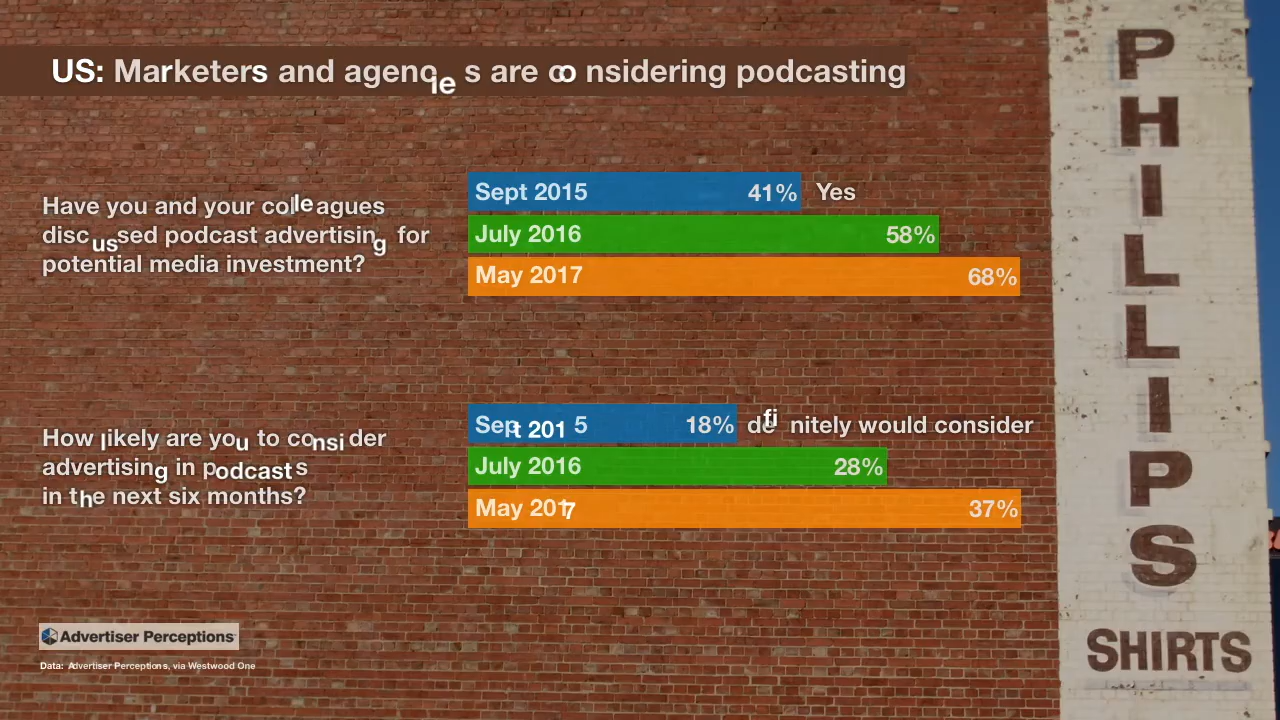 US: Marketers and agencies are considering podcasting
Have you and your colleagues
discussed podcast advertising for
potential media investment?
Sept 2015 41% Yes
July 2016 58%
May 2017 68%
How likely are you to consider
advertising in podcasts
in the next six months?
Sept 2015 18% definitely would consider
July 2016 28%
May 2017 37%
Advertiser Perceptions
Data: Advertiser Perceptions, via Westwood One
PHILLIPS
SHIRTS